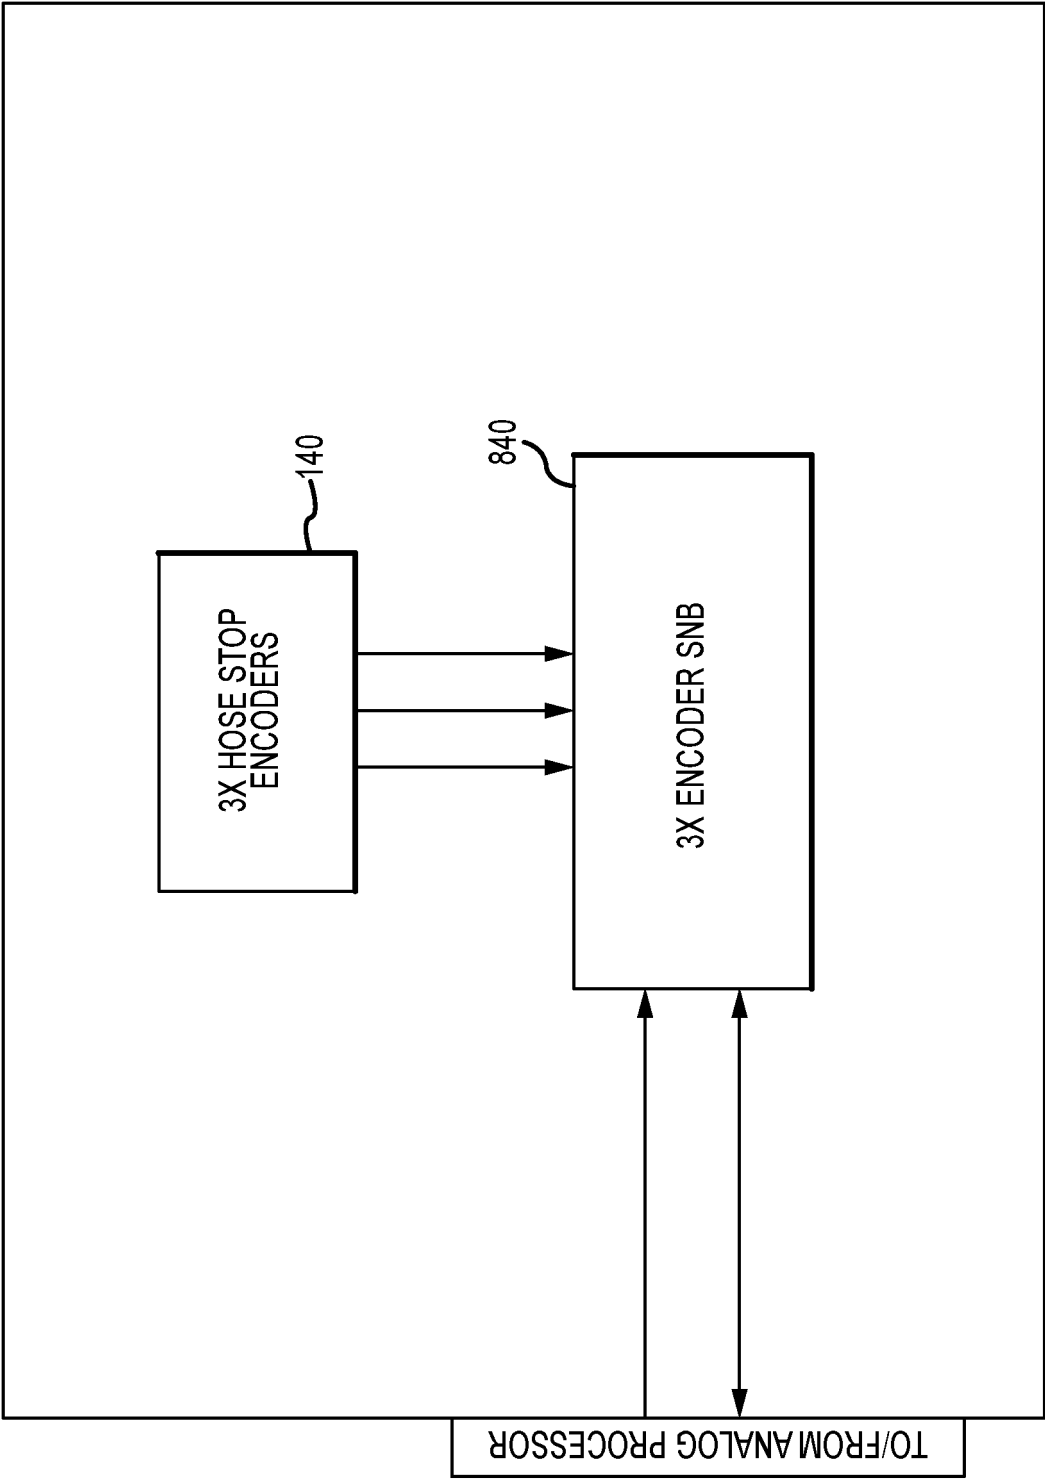 3X HOSE STOP
ENCODERS
140
840
3X ENCODER SNB
TO/FROM ANALOG PROCESSOR